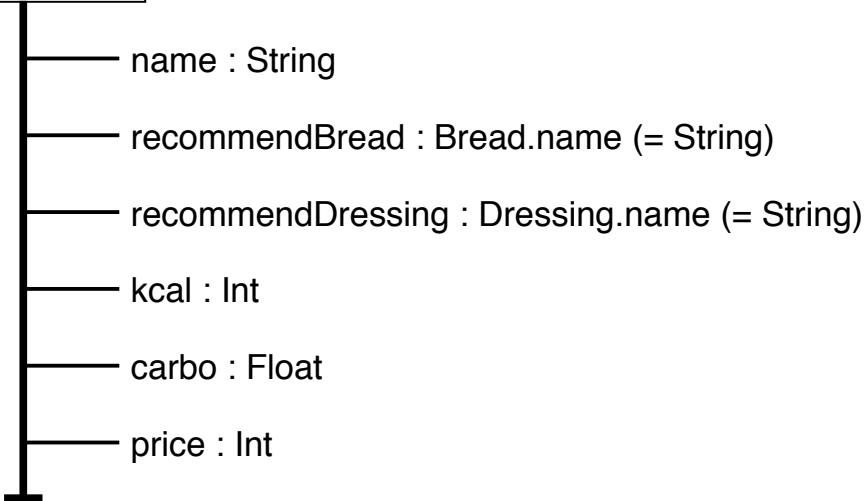 name : String
recommendBread : Bread.name (= String)
recommendDressing : Dressing.name (= String)
kcal : Int
carbo : Float
price : Int